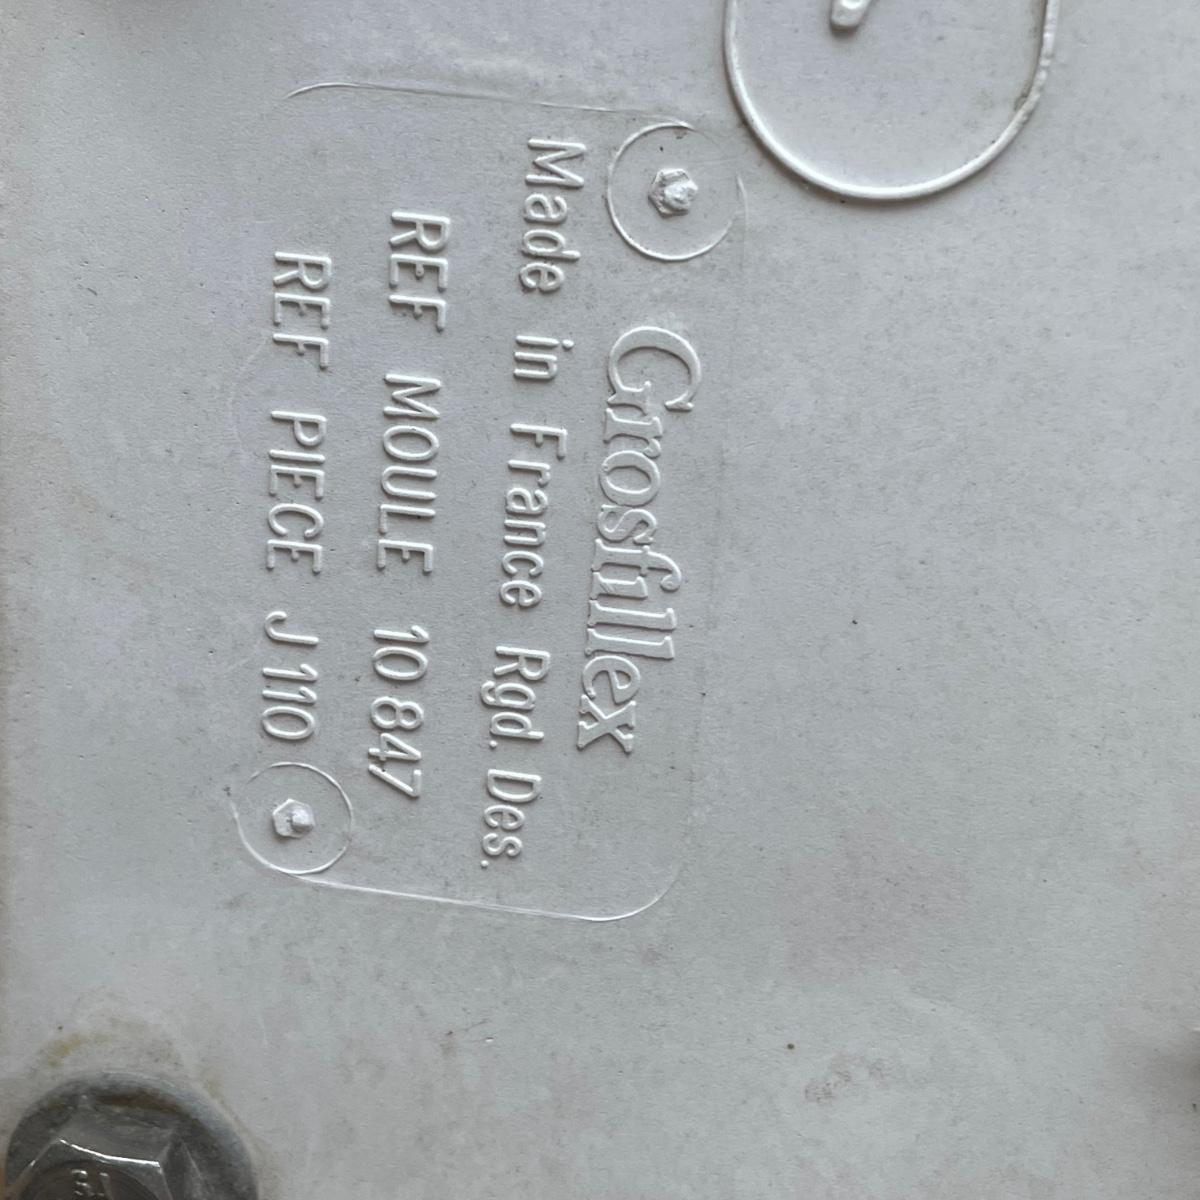 Grosfillex
Made in France Rgd. Des.
REF MOULE 10 847
REF PIECE J 110